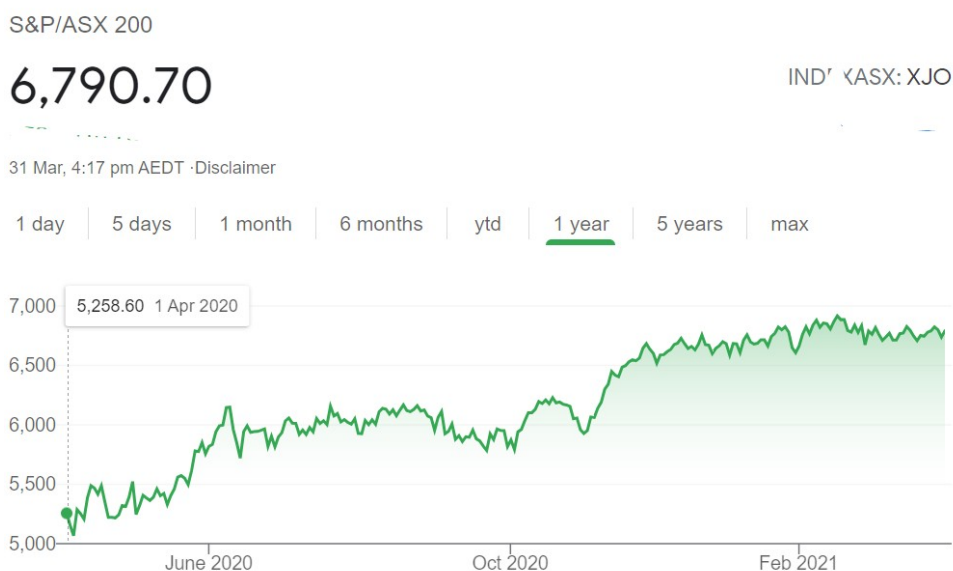 S&P/ASX 200
6,790.70
XASX: XJO
31 Mar, 4:17 pm AEDT ·Disclaimer
1 day 5 days 1 month 6 months ytd 1 year 5 years max
7,000
5,258.60 1 Apr 2020
6,500
6,000
5,500
5,000
June 2020 Oct 2020 Feb 2021